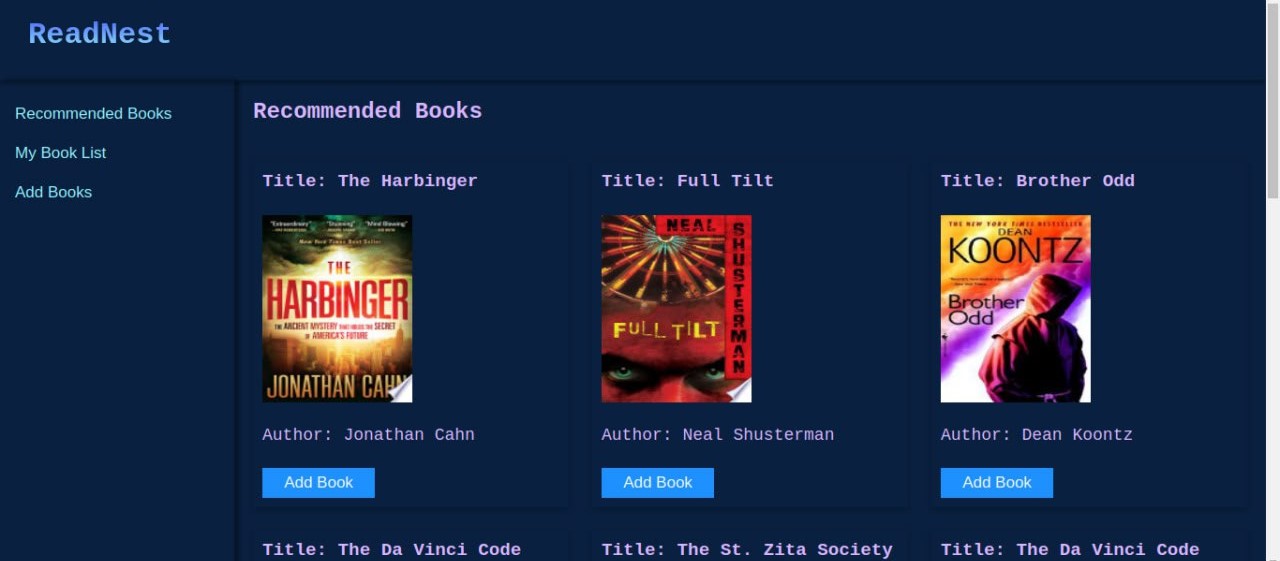 ReadNest
Recommended Books
My Book List
Add Books
Recommended Books
Title: The Harbinger
"Extraordinary" "Stunning" "Mind Blowing"
New York Times Best Seller
THE
HARBINGER
THE ANCIENT MYSTERY THAT HOLDS THE SECRET
OF AMERICA'S FUTURE
JONATHAN CAHN
Author: Jonathan Cahn
Add Book
Title: Full Tilt
NEAL
SHUSTERMAN
FULL TILT
Author: Neal Shusterman
Add Book
Title: Brother Odd
THE NEW YORK TIMES BESTSELLER
DEAN
KOONTZ
Brother
Odd
Author: Dean Koontz
Add Book
Title: The Da Vinci Code
Title: The St. Zita Society
Title: The Da Vinci Code